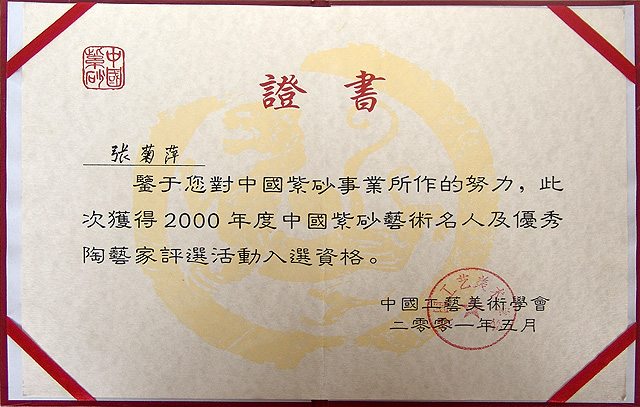 中國紫砂
證書
张菊萍
鑒于您對中國紫砂事業所作的努力，此
次獲得2000年度中國紫砂藝術名人及優秀
陶藝家評選活動入選資格。
中國工藝美術學會
二零零一年五月